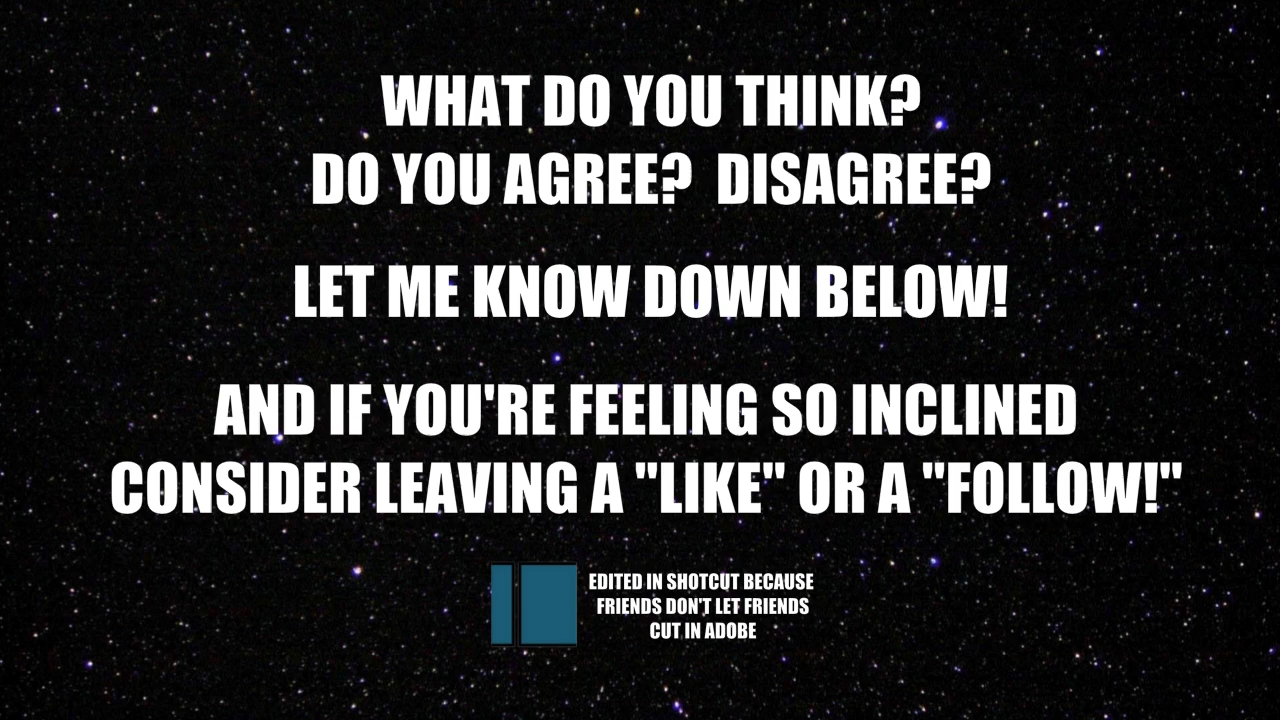 WHAT DO YOU THINK?
DO YOU AGREE?  DISAGREE?
LET ME KNOW DOWN BELOW!
AND IF YOU'RE FEELING SO INCLINED
CONSIDER LEAVING A "LIKE" OR A "FOLLOW!"
EDITED IN SHOTCUT BECAUSE
FRIENDS DON'T LET FRIENDS
CUT IN ADOBE